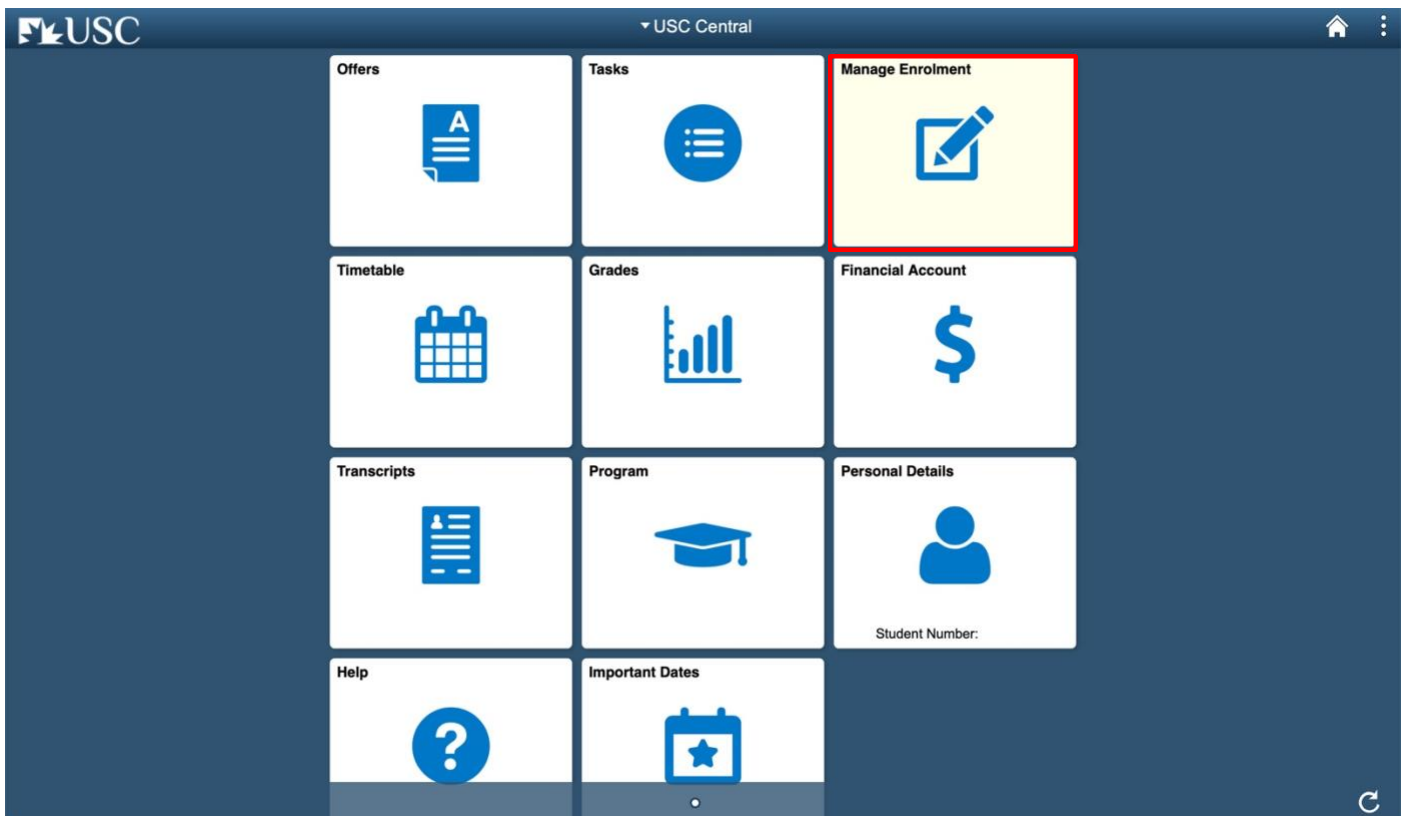 USC
USC Central
Offers
Tasks
Manage Enrolment
A
Timetable
Grades
Financial Account
$
Transcripts
Program
Personal Details
Student Number:
Help
Important Dates
?